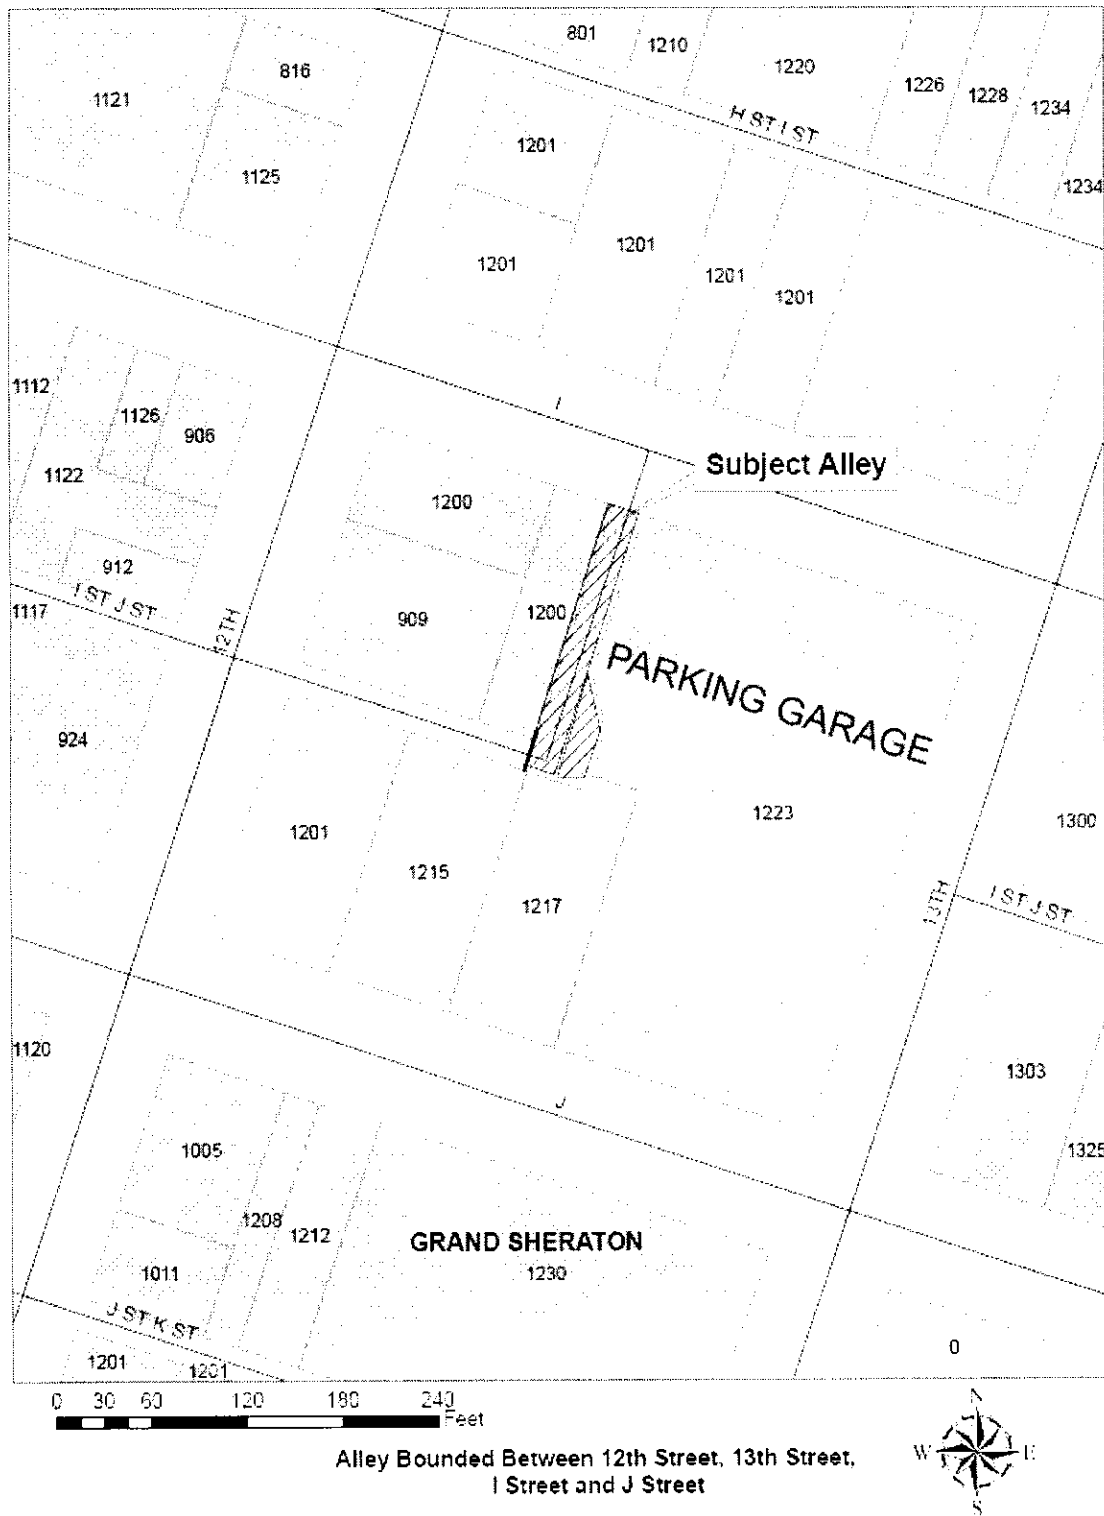 801
1210
1220
816
1121
1226
1228
1234
H ST I ST
1201
1125
1234
1201
1201
1201
1201
I
1112
1126
906
Subject Alley
1122
1200
912
I ST J ST
1117
12TH
909
1200
PARKING GARAGE
924
1223
1300
1201
1215
1217
13TH
I ST J ST
1120
1303
J
1005
1325
1208
1212
GRAND SHERATON
1230
1011
J ST K ST
0
1201
1201
0 30 60 120 180 240
Feet
N
W E
S
Alley Bounded Between 12th Street, 13th Street,
I Street and J Street